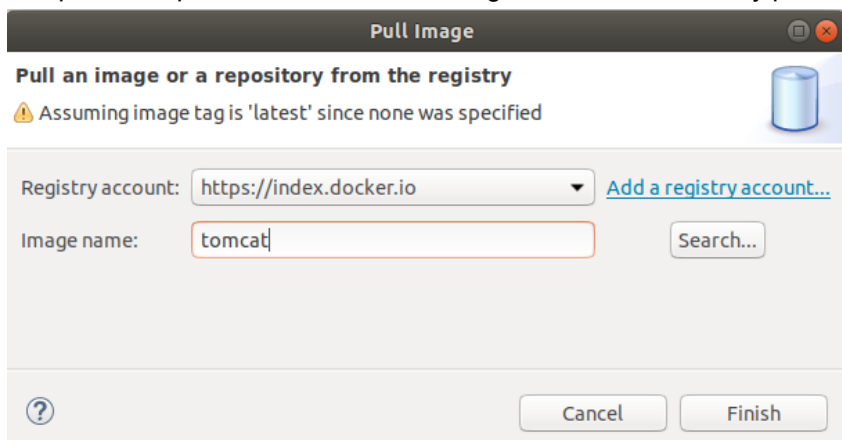 Pull Image
Pull an image or a repository from the registry
Assuming image tag is 'latest' since none was specified
Registry account: https://index.docker.io Add a registry account...
Image name: tomcat Search...
? Cancel Finish